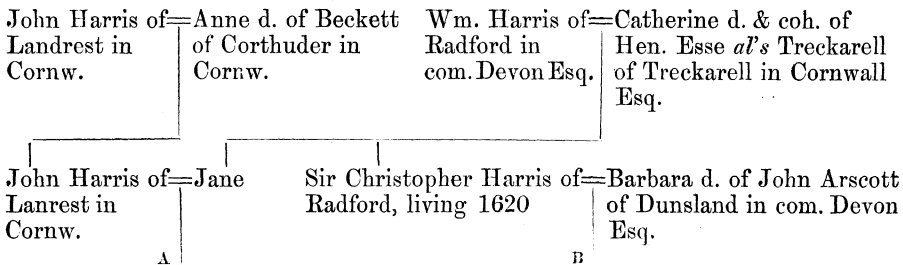 John Harris of=Anne d. of Beckett
Landrest in of Corthuder in
Cornw. Cornw.
Wm. Harris of=Catherine d. & coh. of
Radford in Hen. Esse al's Treckarell
com. Devon Esq. of Treckarell in Cornwall
Esq.
John Harris of=Jane
Lanrest in
Cornw.
A
Sir Christopher Harris of=Barbara d. of John Arscott
Radford, living 1620 of Dunsland in com. Devon
Esq.
B